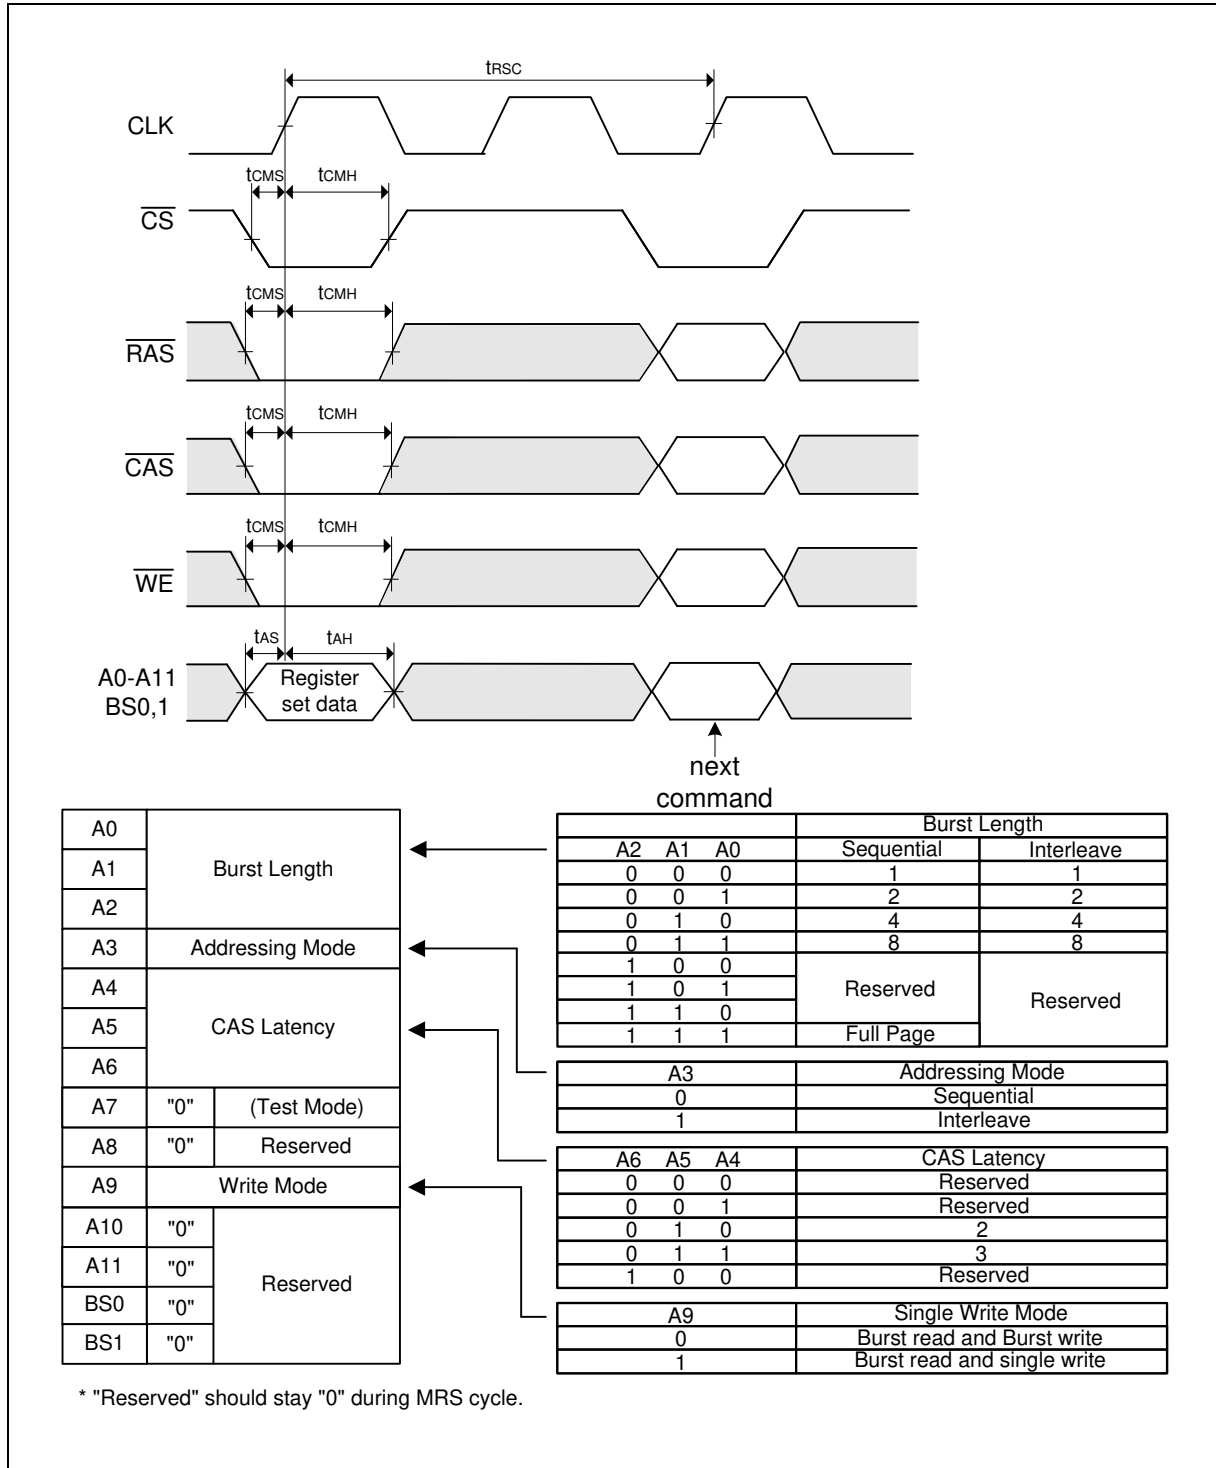 tRSC
CLK
tCMS tCMH
CS
tCMS tCMH
RAS
tCMS tCMH
CAS
tCMS tCMH
WE
tAS tAH
A0-A11
BS0,1
Register
set data
next
command
A0
A1 Burst Length
A2
A3 Addressing Mode
A4
A5 CAS Latency
A6
A7 "0" (Test Mode)
A8 "0" Reserved
A9 Write Mode
A10 "0"
A11 "0"
Reserved
BS0 "0"
BS1 "0"
Burst Length
A2 A1 A0 Sequential Interleave
0 0 0 1 1
0 0 1 2 2
0 1 0 4 4
0 1 1 8 8
1 0 0
1 0 1 Reserved Reserved
1 1 0
1 1 1 Full Page
A3 Addressing Mode
0 Sequential
1 Interleave
A6 A5 A4 CAS Latency
0 0 0 Reserved
0 0 1 Reserved
0 1 0 2
0 1 1 3
1 0 0 Reserved
A9 Single Write Mode
0 Burst read and Burst write
1 Burst read and single write
* "Reserved" should stay "0" during MRS cycle.